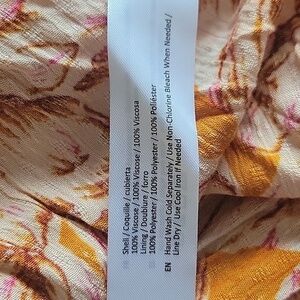 Shell / Coquille / cubierta
100% Viscose / 100% Viscose / 100% Viscosa
Lining / Doublure / forro
100% Polyester / 100% Polyester / 100% Poliéster
EN Hand Wash Cold Separately / Use Non-Chlorine Bleach When Needed /
Line Dry / Use Cool Iron If Needed